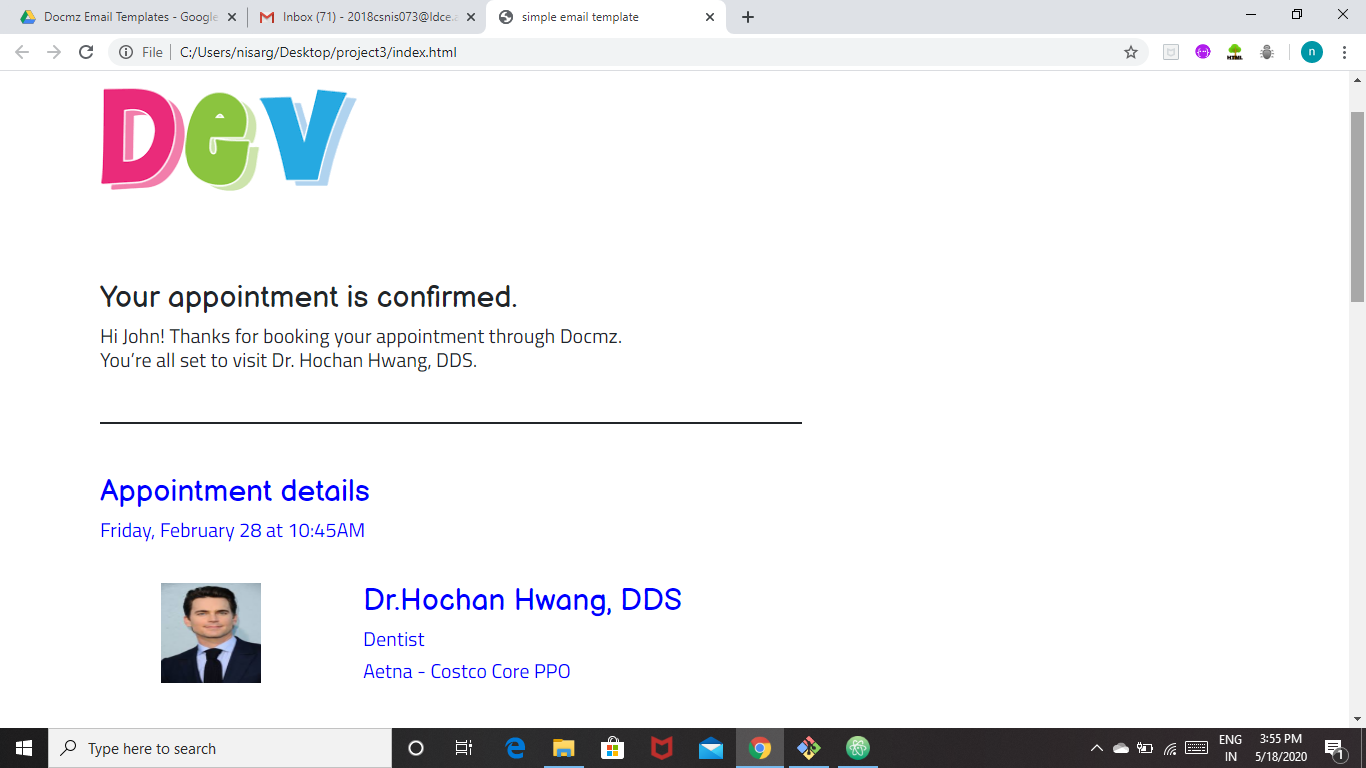 Docmz Email Templates - Google
Inbox (71) - 2018csnis073@ldce.a
simple email template
File
C:/Users/nisarg/Desktop/project3/index.html
HTML
n
Dev
Your appointment is confirmed.
Hi John! Thanks for booking your appointment through Docmz.
You’re all set to visit Dr. Hochan Hwang, DDS.
Appointment details
Friday, February 28 at 10:45AM
Dr.Hochan Hwang, DDS
Dentist
Aetna - Costco Core PPO
Type here to search
ENG
IN
3:55 PM
5/18/2020
1